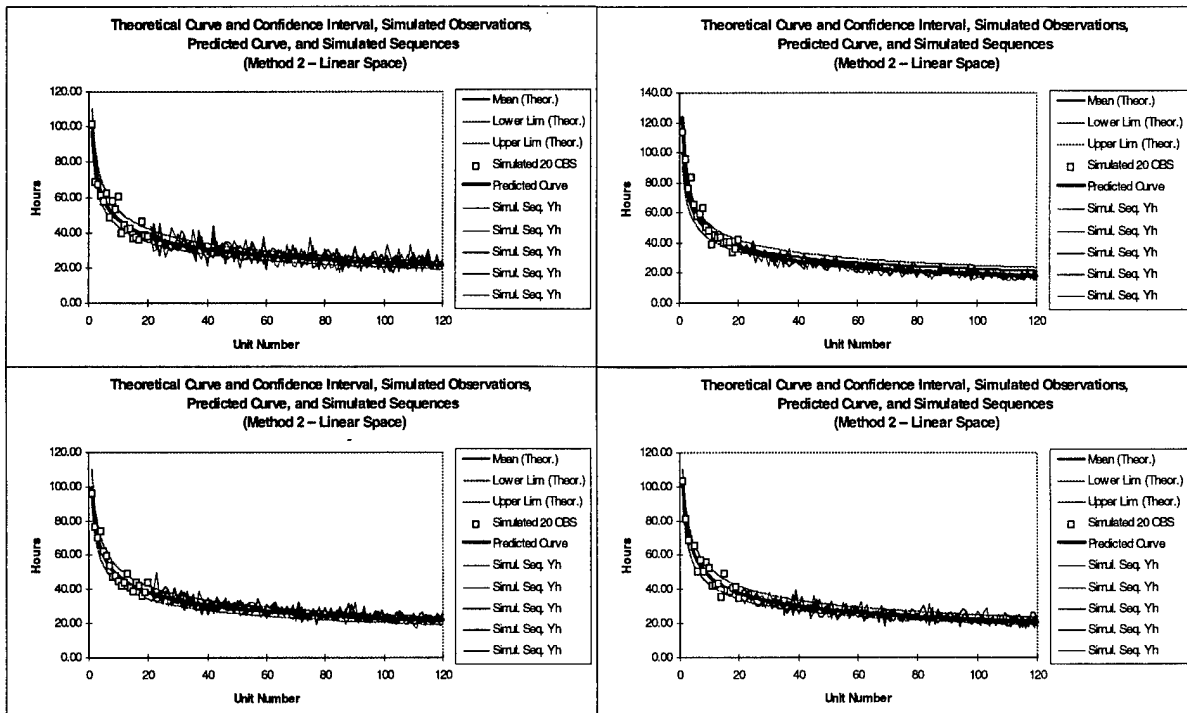 Theoretical Curve and Confidence Interval, Simulated Observations,
Predicted Curve, and Simulated Sequences
(Method 2 – Linear Space)
120.00
100.00
80.00
60.00
40.00
20.00
0.00
Hours
0 20 40 60 80 100 120
Unit Number
Mean (Theor.)
Lower Lim (Theor.)
Upper Lim (Theor.)
Simulated 20 OBS
Predicted Curve
Simul. Seq. Yh
Simul. Seq. Yh
Simul. Seq. Yh
Simul. Seq. Yh
Simul. Seq. Yh
Theoretical Curve and Confidence Interval, Simulated Observations,
Predicted Curve, and Simulated Sequences
(Method 2 – Linear Space)
140.00
120.00
100.00
80.00
60.00
40.00
20.00
0.00
Hours
0 20 40 60 80 100 120
Unit Number
Mean (Theor.)
Lower Lim (Theor.)
Upper Lim (Theor.)
Simulated 20 OBS
Predicted Curve
Simul. Seq. Yh
Simul. Seq. Yh
Simul. Seq. Yh
Simul. Seq. Yh
Simul. Seq. Yh
Theoretical Curve and Confidence Interval, Simulated Observations,
Predicted Curve, and Simulated Sequences
(Method 2 – Linear Space)
120.00
100.00
80.00
60.00
40.00
20.00
0.00
Hours
0 20 40 60 80 100 120
Unit Number
Mean (Theor.)
Lower Lim (Theor.)
Upper Lim (Theor.)
Simulated 20 OBS
Predicted Curve
Simul. Seq. Yh
Simul. Seq. Yh
Simul. Seq. Yh
Simul. Seq. Yh
Simul. Seq. Yh
Theoretical Curve and Confidence Interval, Simulated Observations,
Predicted Curve, and Simulated Sequences
(Method 2 – Linear Space)
120.00
100.00
80.00
60.00
40.00
20.00
0.00
Hours
0 20 40 60 80 100 120
Unit Number
Mean (Theor.)
Lower Lim (Theor.)
Upper Lim (Theor.)
Simulated 20 OBS
Predicted Curve
Simul. Seq. Yh
Simul. Seq. Yh
Simul. Seq. Yh
Simul. Seq. Yh
Simul. Seq. Yh